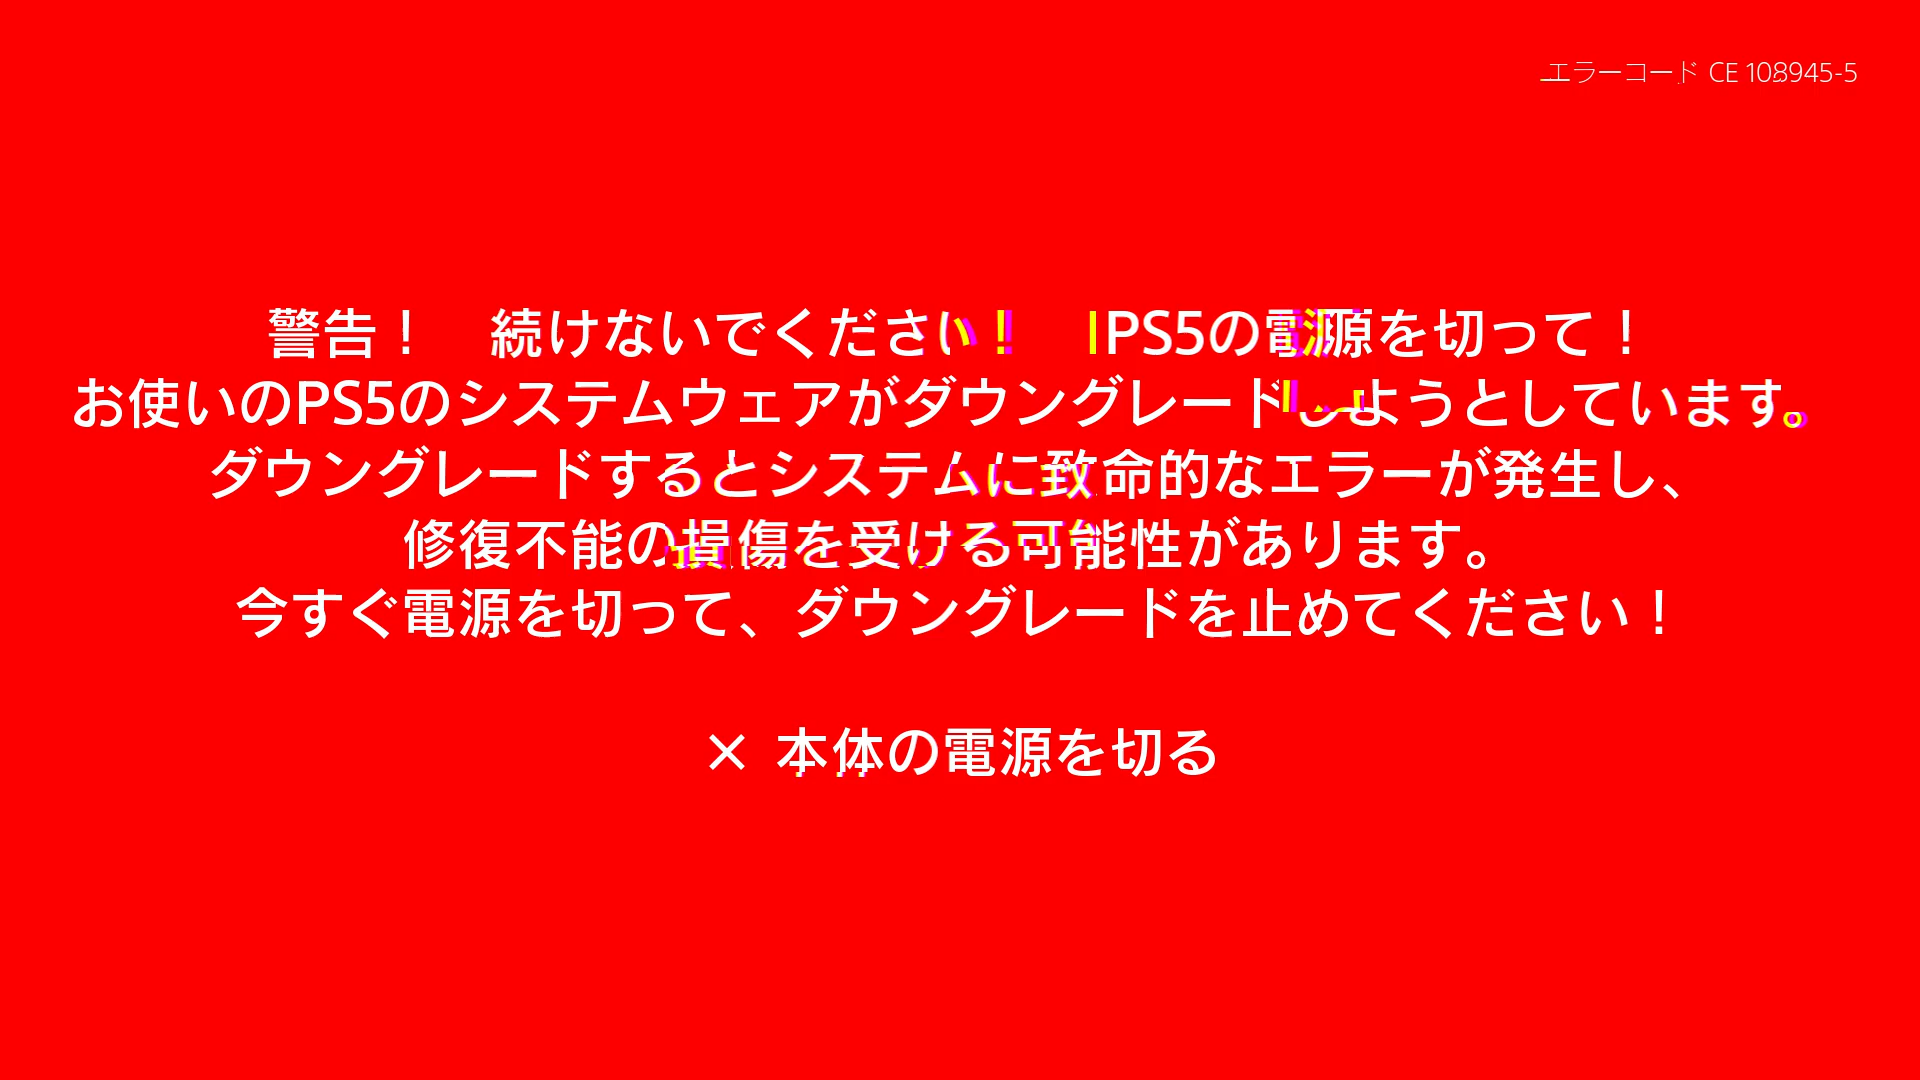 エラーコード CE 108945-5
警告！　続けないでください！　PS5の電源を切って！
お使いのPS5のシステムウェアがダウングレードしようとしています。
ダウングレードするとシステムに致命的なエラーが発生し、
修復不能の損傷を受ける可能性があります。
今すぐ電源を切って、ダウングレードを止めてください！
× 本体の電源を切る